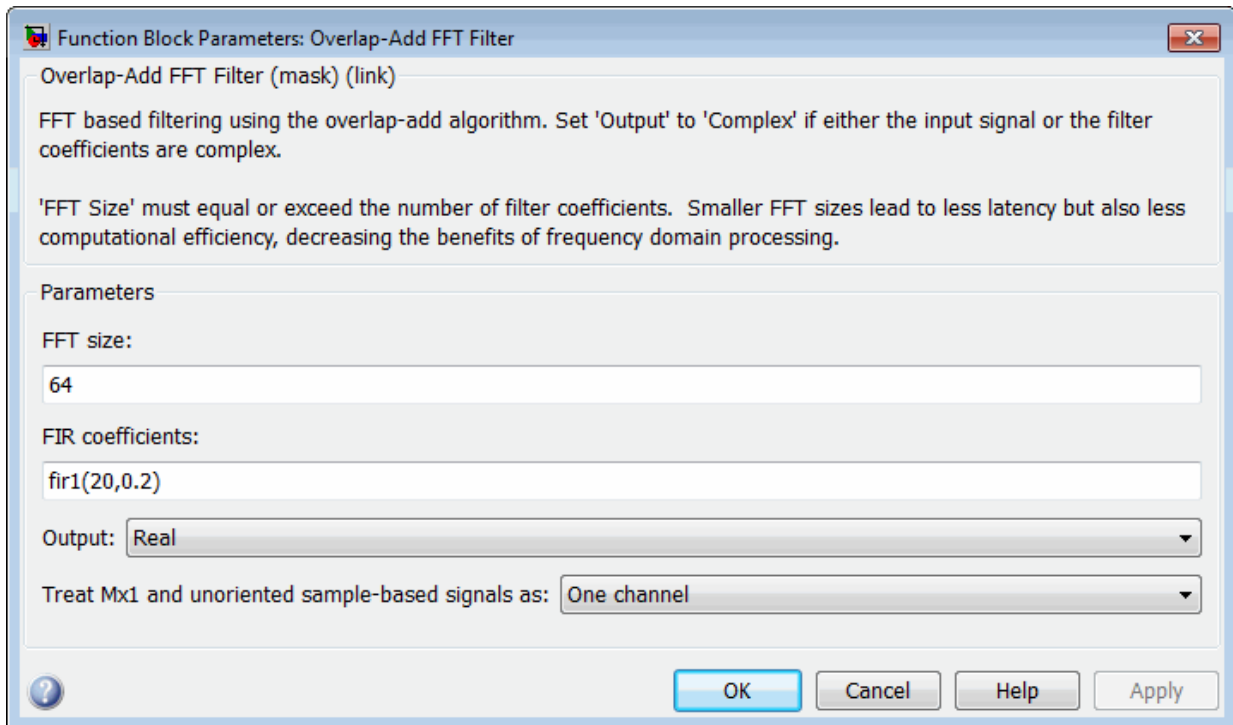 Function Block Parameters: Overlap-Add FFT Filter
Overlap-Add FFT Filter (mask) (link)
FFT based filtering using the overlap-add algorithm. Set 'Output' to 'Complex' if either the input signal or the filter
coefficients are complex.
'FFT Size' must equal or exceed the number of filter coefficients.  Smaller FFT sizes lead to less latency but also less
computational efficiency, decreasing the benefits of frequency domain processing.
Parameters
FFT size:
64
FIR coefficients:
fir1(20,0.2)
Output: Real
Treat Mx1 and unoriented sample-based signals as: One channel
? OK Cancel Help Apply